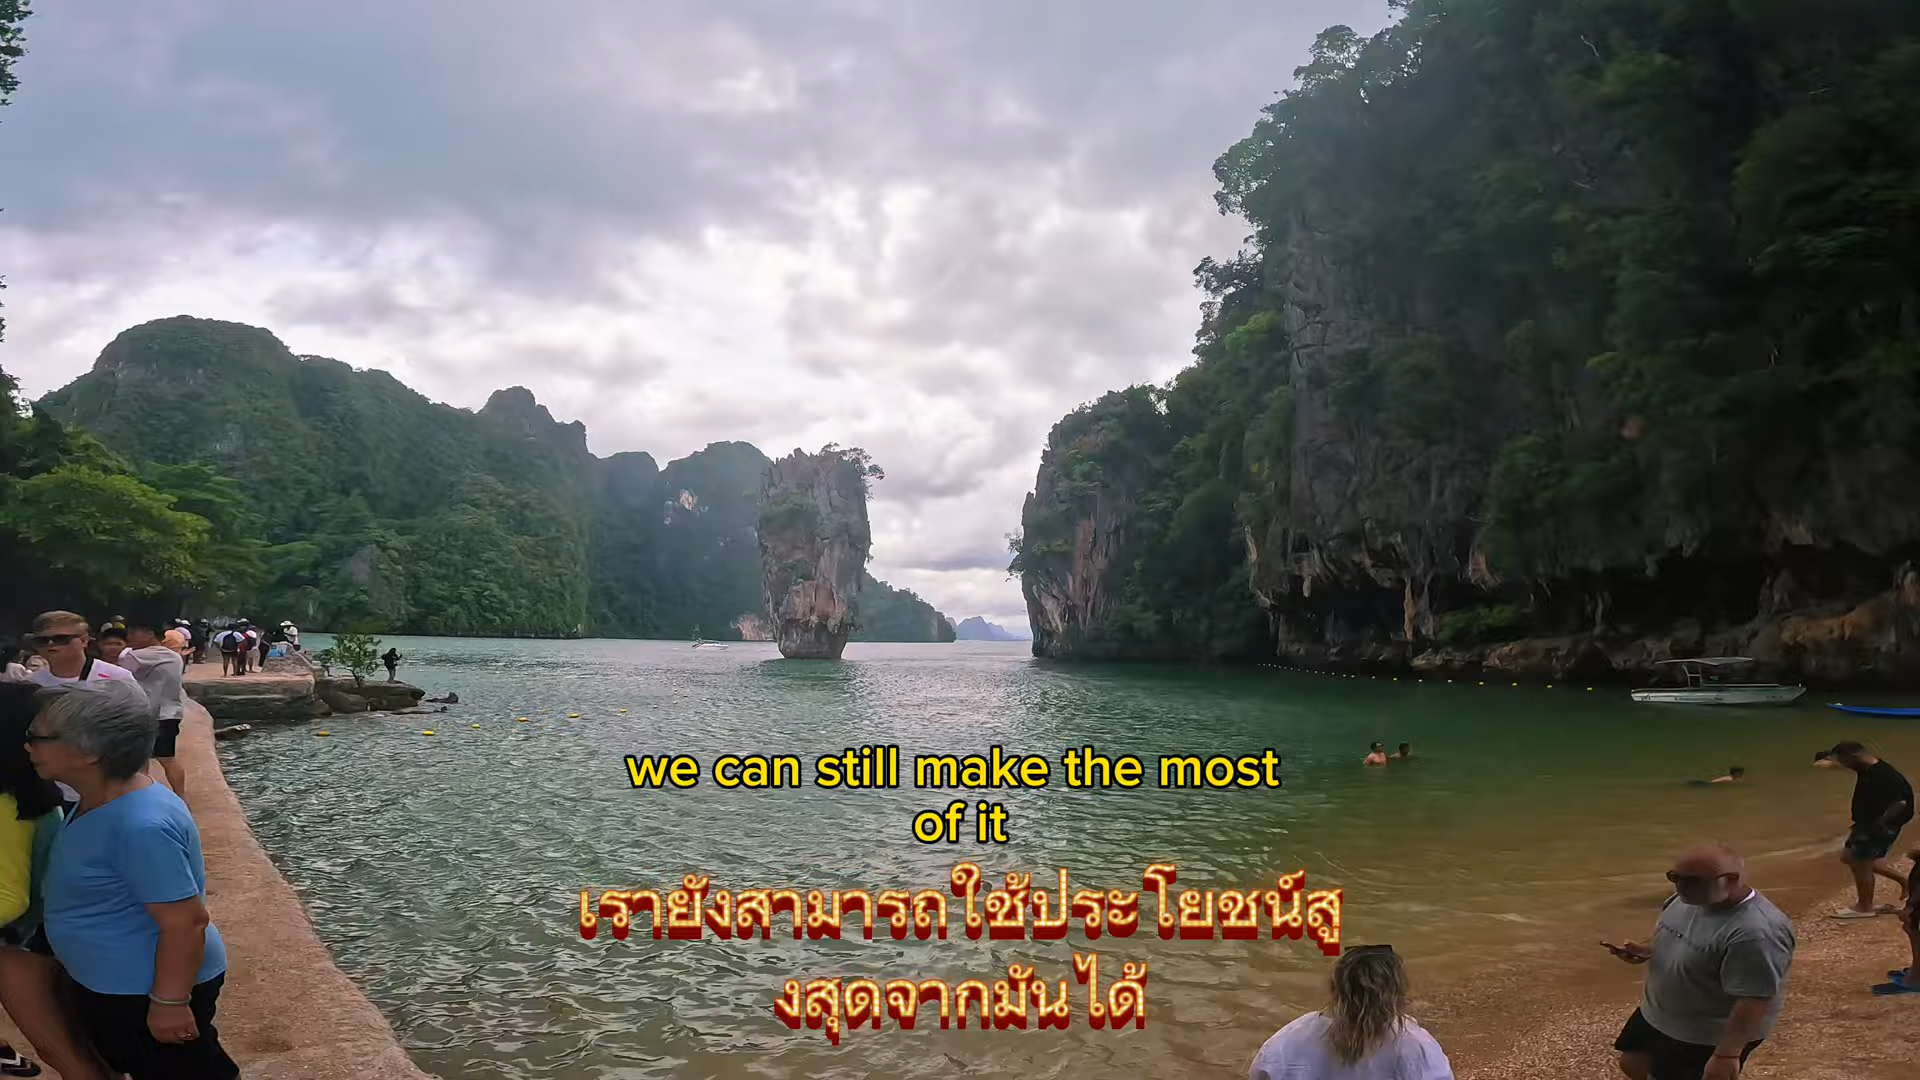 we can still make the most
of it
เรายังสามารถใช้ประโยชน์สู
งสุดจากมันได้